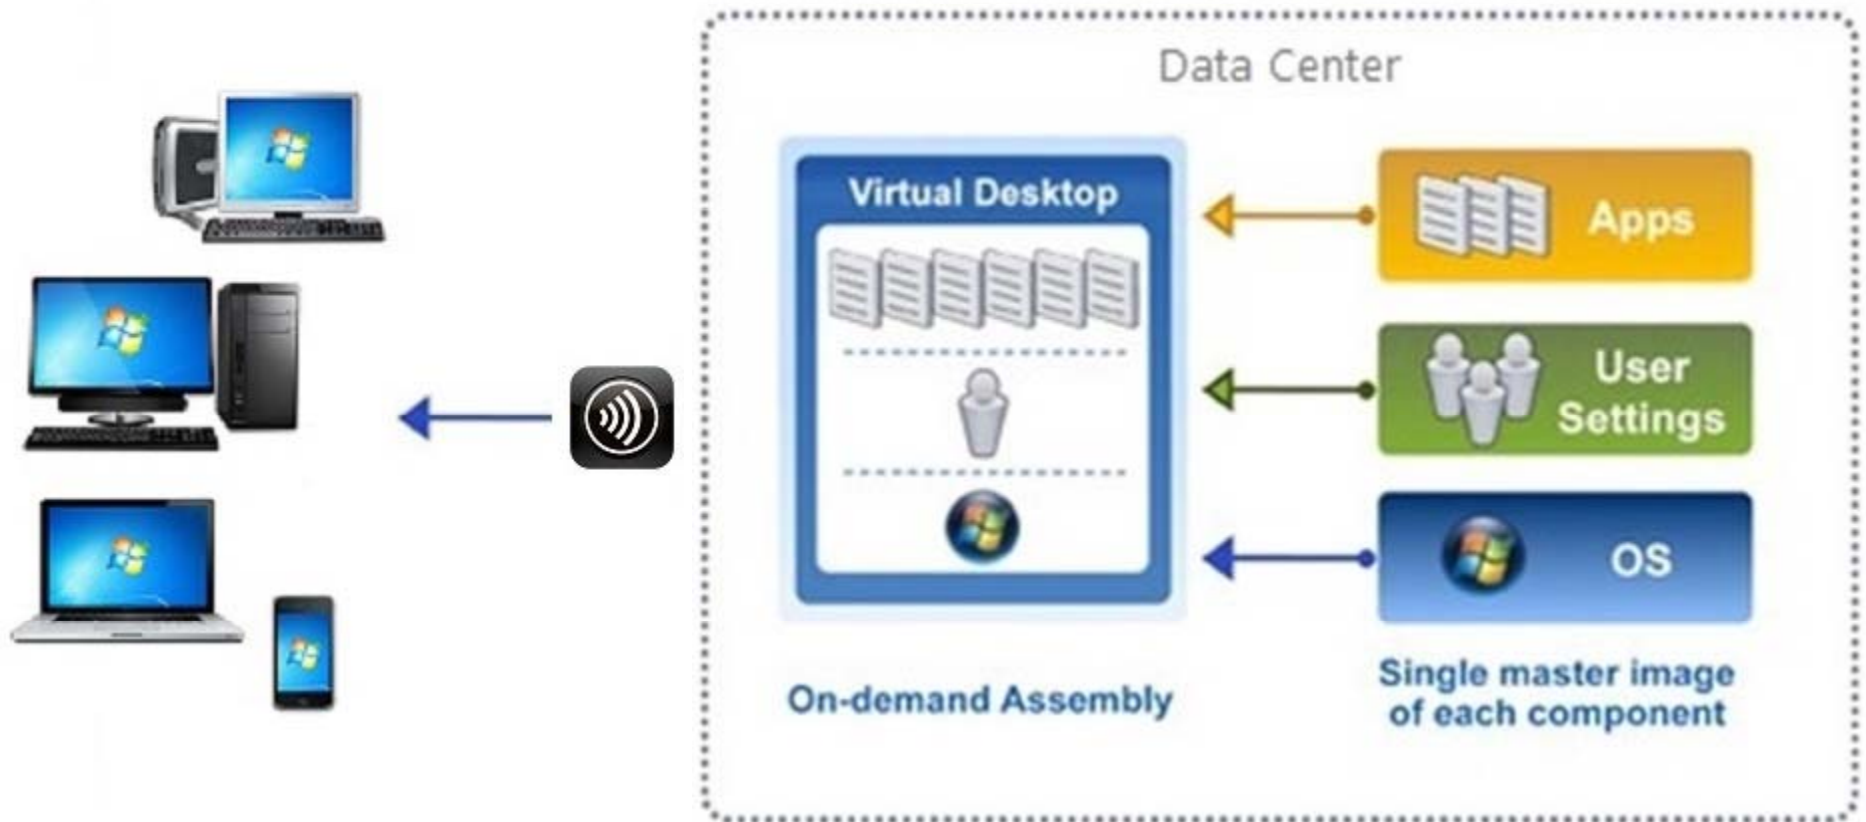 Data Center
Virtual Desktop
Apps
User
Settings
OS
On-demand Assembly
Single master image
of each component